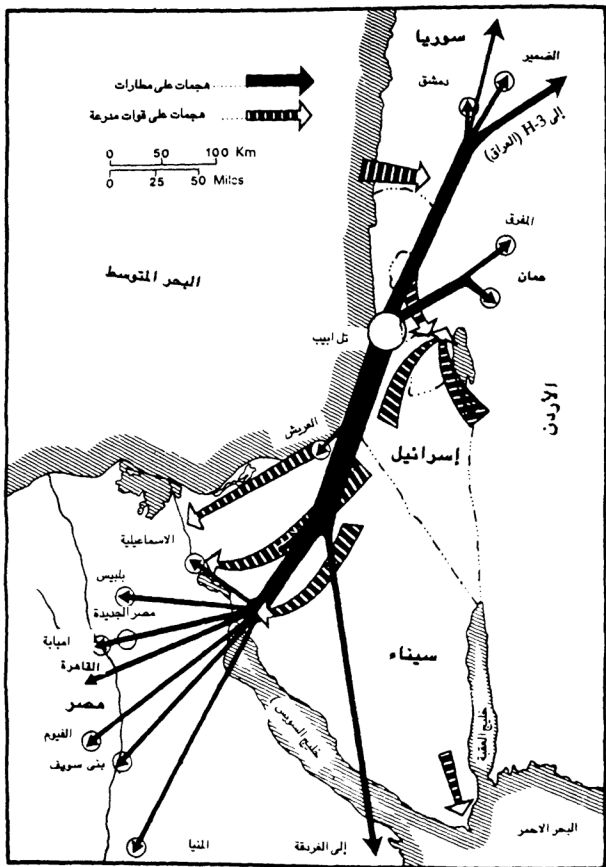 سوريا
الضمير
دمشق
هجمات على مطارات
هجمات على قوات مدرعة
إلى H-3 (العراق)
0 50 100 Km
0 25 50 Miles
المفرق
البحر المتوسط
عمان
تل ابيب
الأردن
العريش
إسرائيل
الاسماعيلية
بلبيس
مصر الجديدة
امبابة
سيناء
القاهرة
مصر
الفيوم
خليج السويس
خليج العقبة
بنى سويف
البحر الاحمر
المنيا
إلى الغردقة